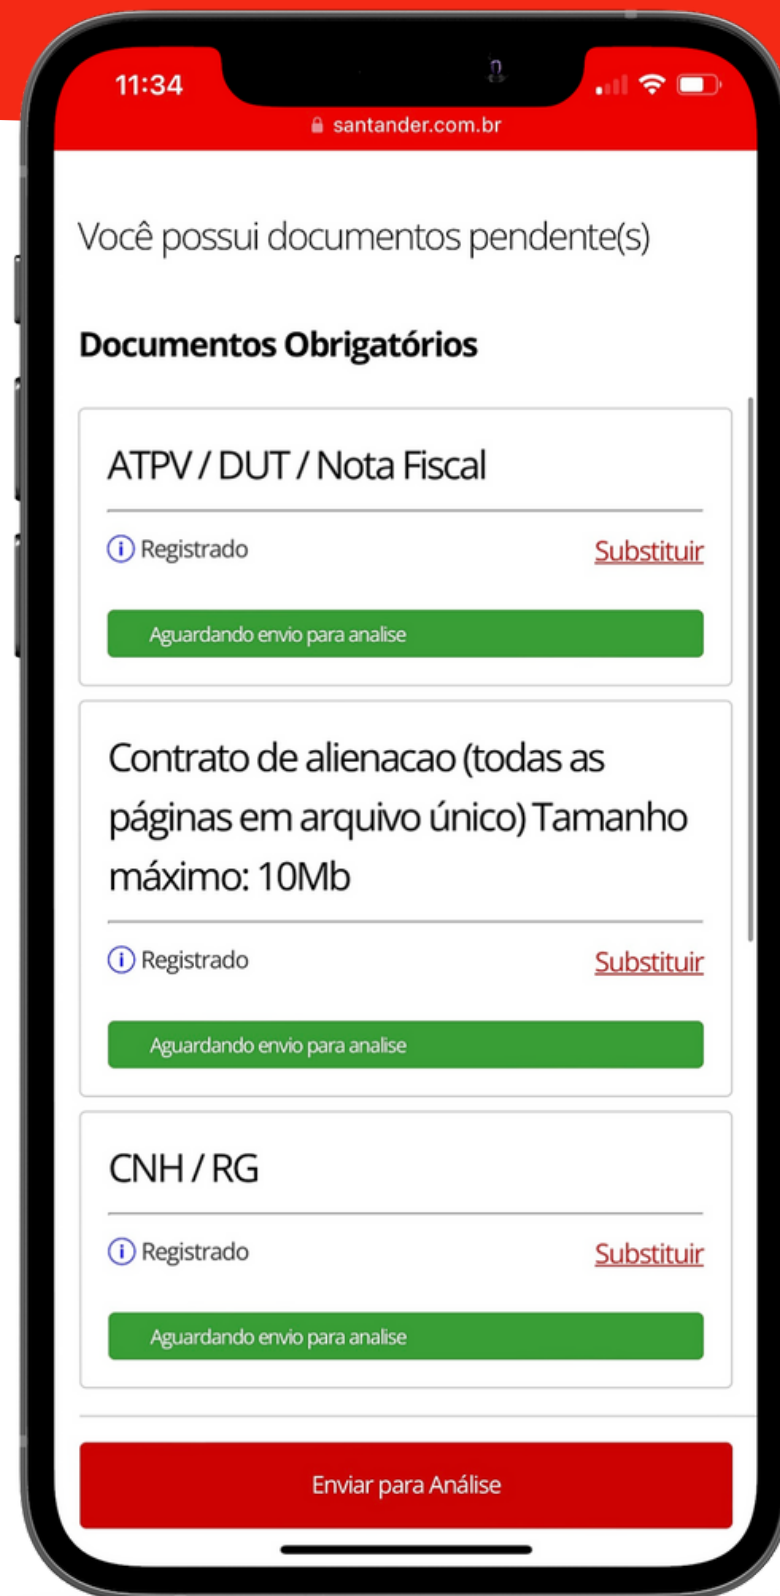 11:34
santander.com.br
Você possui documentos pendente(s)
Documentos Obrigatórios
ATPV / DUT / Nota Fiscal
Registrado
Substituir
Aguardando envio para analise
Contrato de alienacao (todas as
páginas em arquivo único) Tamanho
máximo: 10Mb
Registrado
Substituir
Aguardando envio para analise
CNH / RG
Registrado
Substituir
Aguardando envio para analise
Enviar para Análise